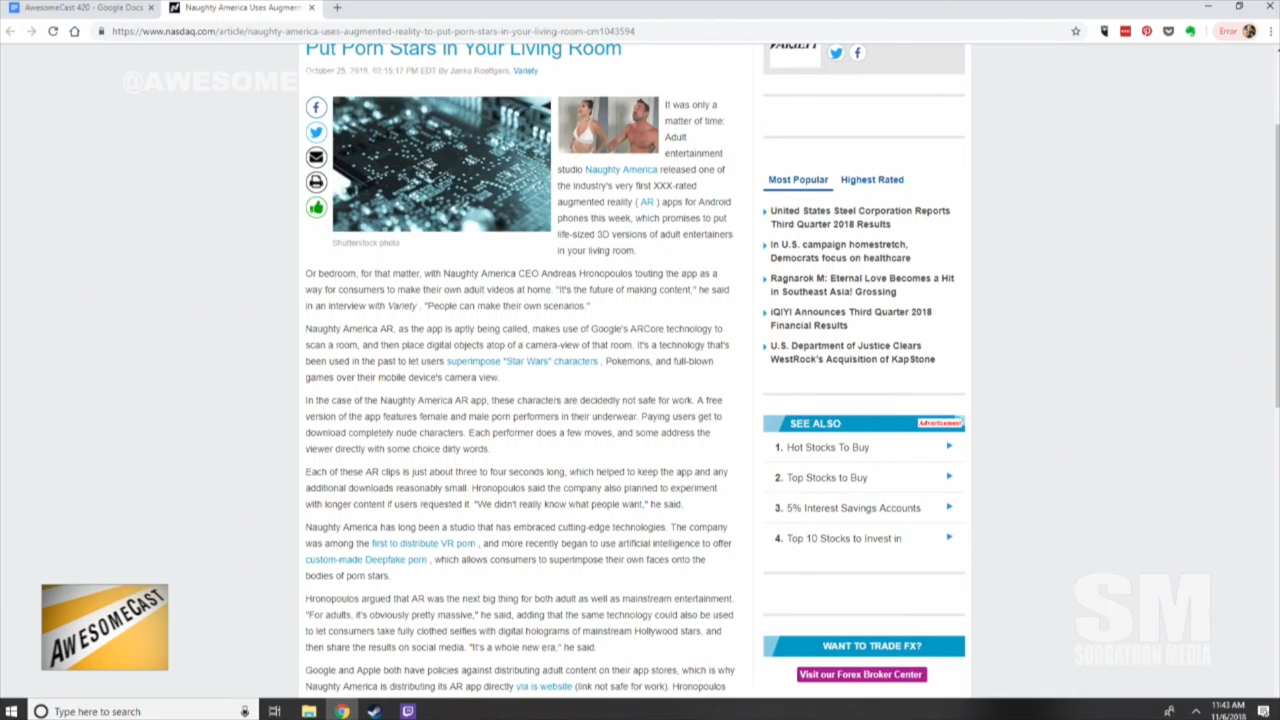 AwesomeCast 420 - Google Docs
Naughty America Uses Augment
https://www.nasdaq.com/article/naughty-america-uses-augmented-reality-to-put-porn-stars-in-your-living-room-cm1043594
Error
Put Porn Stars in Your Living Room
October 25, 2018, 02:15:17 PM EDT By Janko Roettgers, Variety
@AWESOME
Shutterstock photo
It was only a
matter of time:
Adult
entertainment
studio Naughty America released one of
the industry's very first XXX-rated
augmented reality ( AR ) apps for Android
phones this week, which promises to put
life-sized 3D versions of adult entertainers
in your living room.
Or bedroom, for that matter, with Naughty America CEO Andreas Hronopoulos touting the app as a
way for consumers to make their own adult videos at home. "It's the future of making content," he said
in an interview with Variety . "People can make their own scenarios."
Naughty America AR, as the app is aptly being called, makes use of Google's ARCore technology to
scan a room, and then place digital objects atop of a camera-view of that room. It's a technology that's
been used in the past to let users superimpose "Star Wars" characters , Pokemons, and full-blown
games over their mobile device's camera view.
In the case of the Naughty America AR app, these characters are decidedly not safe for work. A free
version of the app features female and male porn performers in their underwear. Paying users get to
download completely nude characters. Each performer does a few moves, and some address the
viewer directly with some choice dirty words.
Each of these AR clips is just about three to four seconds long, which helped to keep the app and any
additional downloads reasonably small. Hronopoulos said the company also planned to experiment
with longer content if users requested it. "We didn't really know what people want," he said.
Naughty America has long been a studio that has embraced cutting-edge technologies. The company
was among the first to distribute VR porn , and more recently began to use artificial intelligence to offer
custom-made Deepfake porn , which allows consumers to superimpose their own faces onto the
bodies of porn stars.
Hronopoulos argued that AR was the next big thing for both adult as well as mainstream entertainment.
"For adults, it's obviously pretty massive," he said, adding that the same technology could also be used
to let consumers take fully clothed selfies with digital holograms of mainstream Hollywood stars, and
then share the results on social media. "It's a whole new era," he said.
Google and Apple both have policies against distributing adult content on their app stores, which is why
Naughty America is distributing its AR app directly via is website (link not safe for work). Hronopoulos
VARIETY
Most Popular
Highest Rated
United States Steel Corporation Reports
Third Quarter 2018 Results
In U.S. campaign homestretch,
Democrats focus on healthcare
Ragnarok M: Eternal Love Becomes a Hit
in Southeast Asia! Grossing
iQIYI Announces Third Quarter 2018
Financial Results
U.S. Department of Justice Clears
WestRock's Acquisition of KapStone
SEE ALSO
Advertisement
1. Hot Stocks To Buy
2. Top Stocks to Buy
3. 5% Interest Savings Accounts
4. Top 10 Stocks to Invest in
WANT TO TRADE FX?
Visit our Forex Broker Center
AWESOMECAST
SM
SORGATRON MEDIA
Type here to search
11:43 AM
11/6/2018